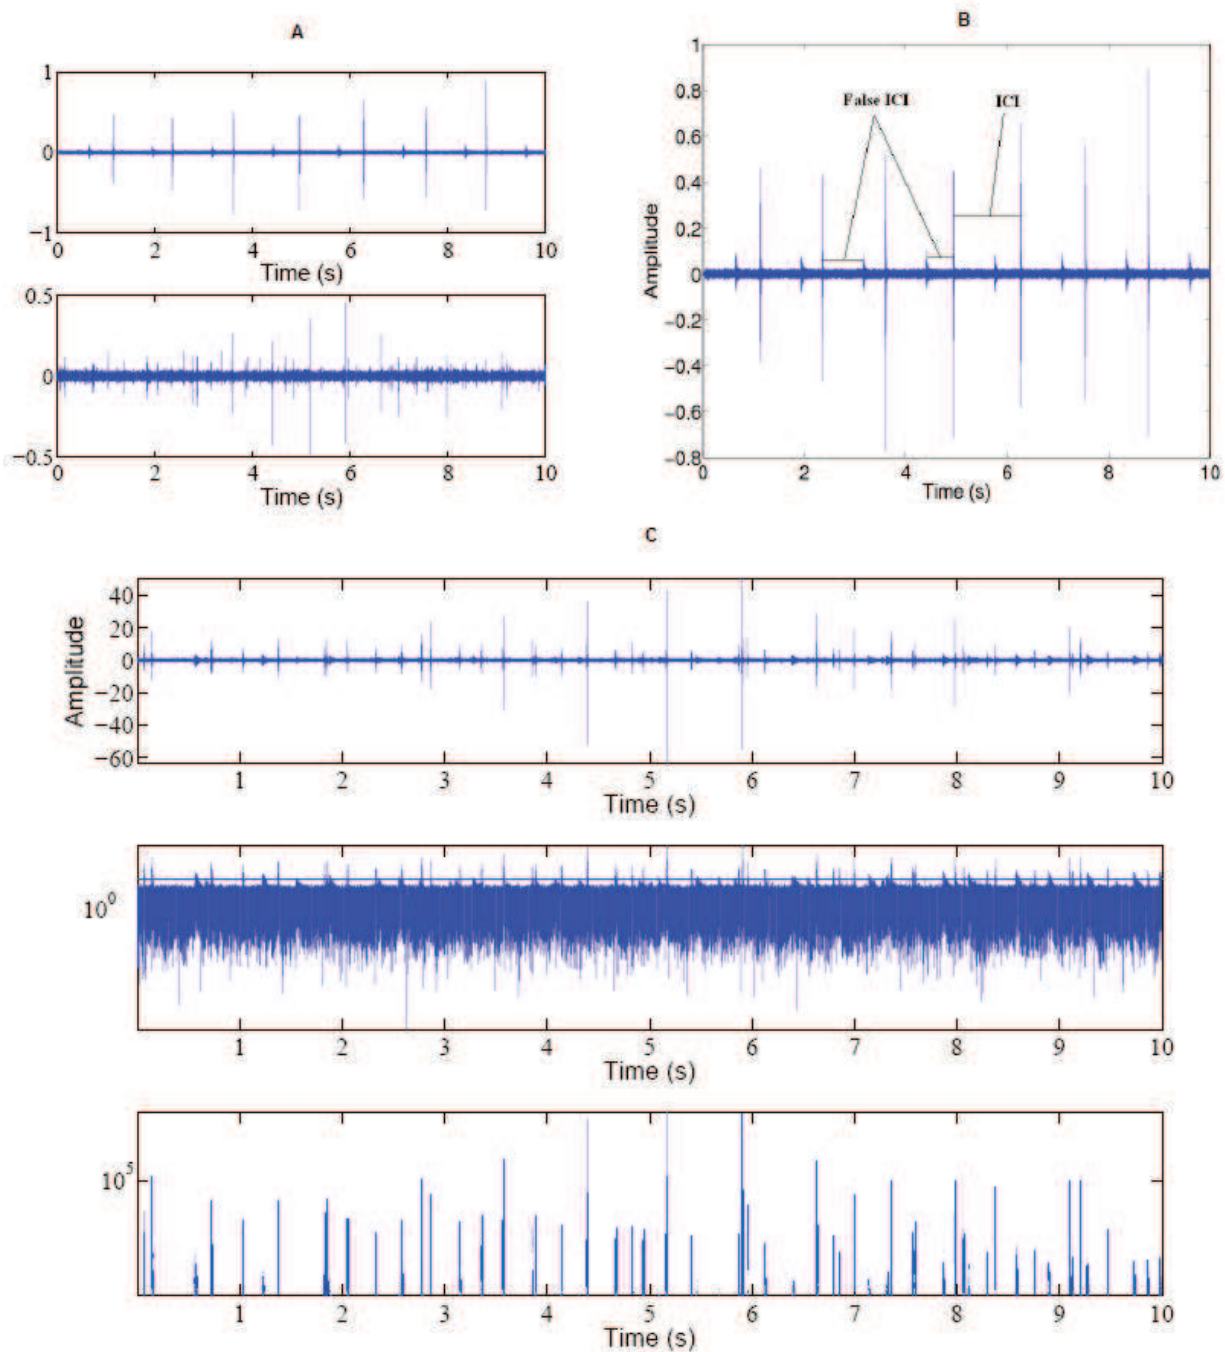 A
1
0
−1
0 2 4 6 8 10
Time (s)
0.5
0
−0.5
0 2 4 6 8 10
Time (s)
B
1
0.8
0.6
0.4
0.2
0
−0.2
−0.4
−0.6
−0.8
Amplitude
False ICI
ICI
0 2 4 6 8 10
Time (s)
C
40
20
0
−20
−40
−60
Amplitude
1 2 3 4 5 6 7 8 9 10
Time (s)
10^0
1 2 3 4 5 6 7 8 9 10
Time (s)
10^5
1 2 3 4 5 6 7 8 9 10
Time (s)